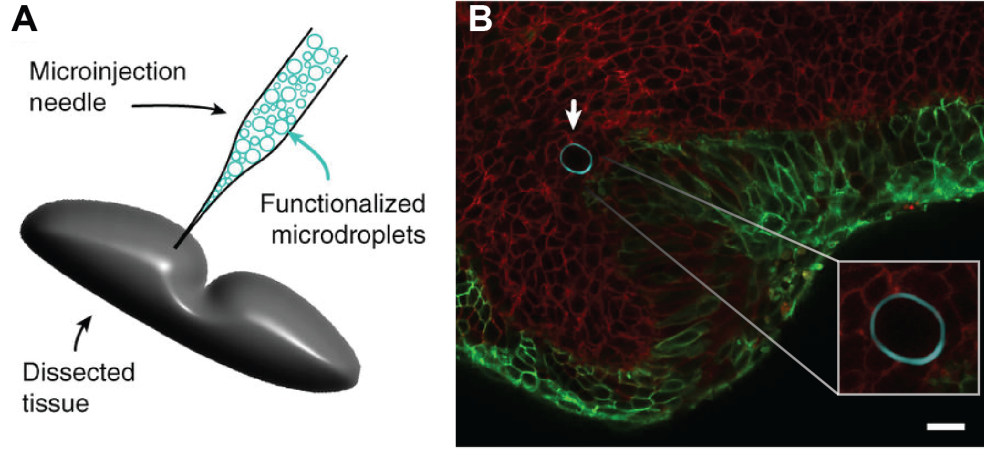 A
Microinjection
needle
Functionalized
microdroplets
Dissected
tissue
B